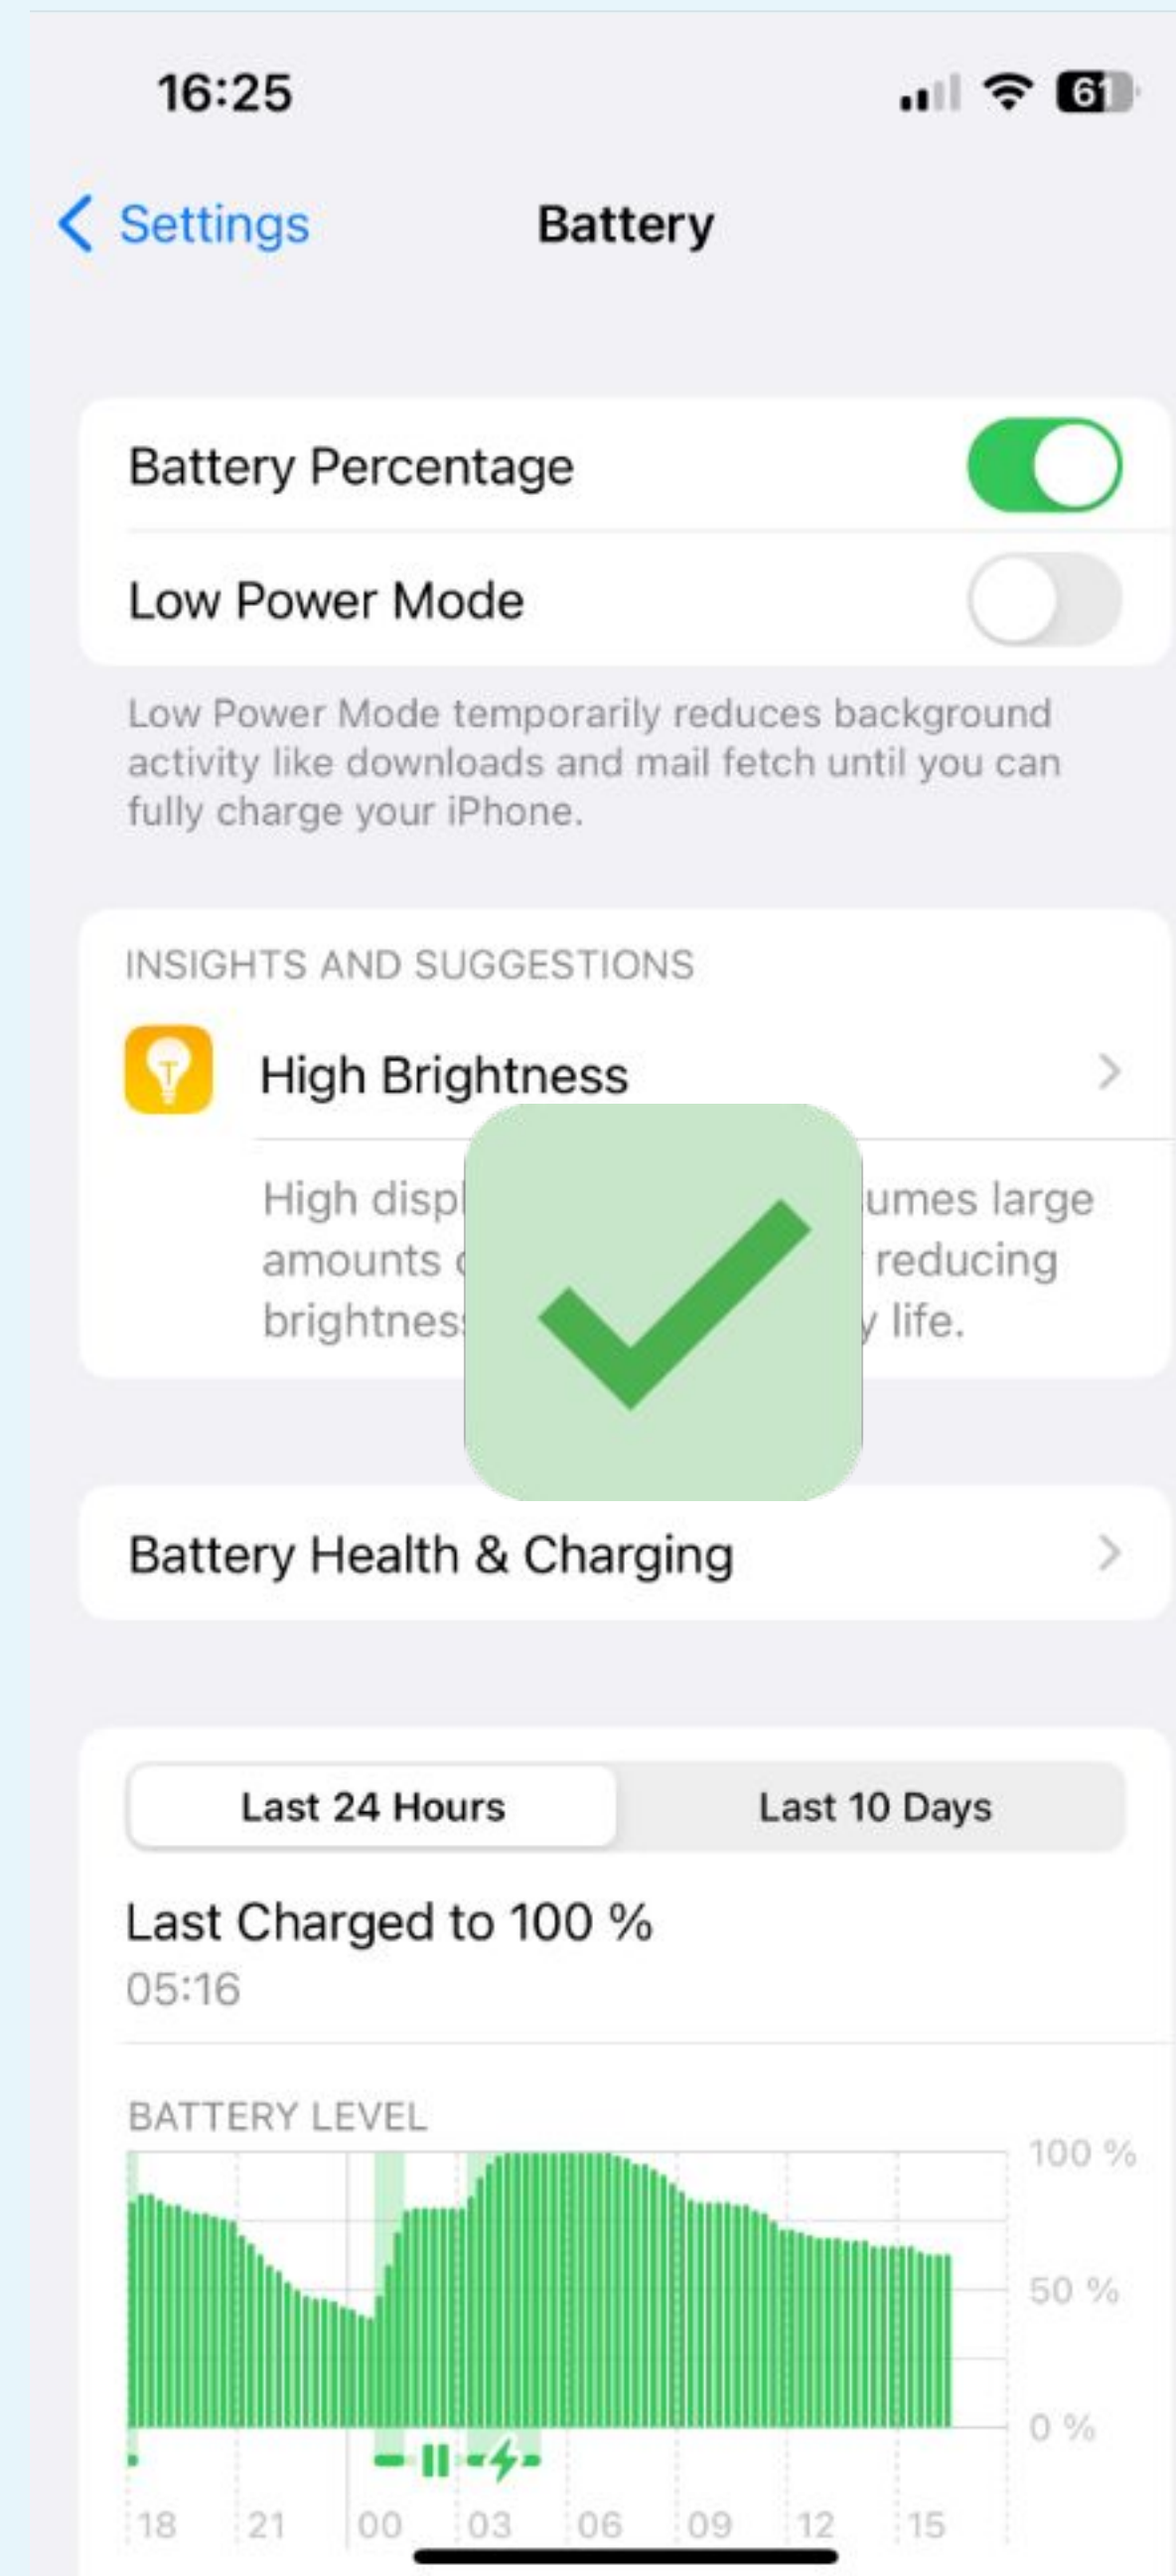 16:25
61
Settings
Battery
Battery Percentage
Low Power Mode
Low Power Mode temporarily reduces background
activity like downloads and mail fetch until you can
fully charge your iPhone.
INSIGHTS AND SUGGESTIONS
High Brightness
High umes large
amounts reducing
life.
Battery Health & Charging
Last 24 Hours
Last 10 Days
Last Charged to 100 %
05:16
BATTERY LEVEL
100 %
50 %
0 %
18 21 00 03 06 09 12 15